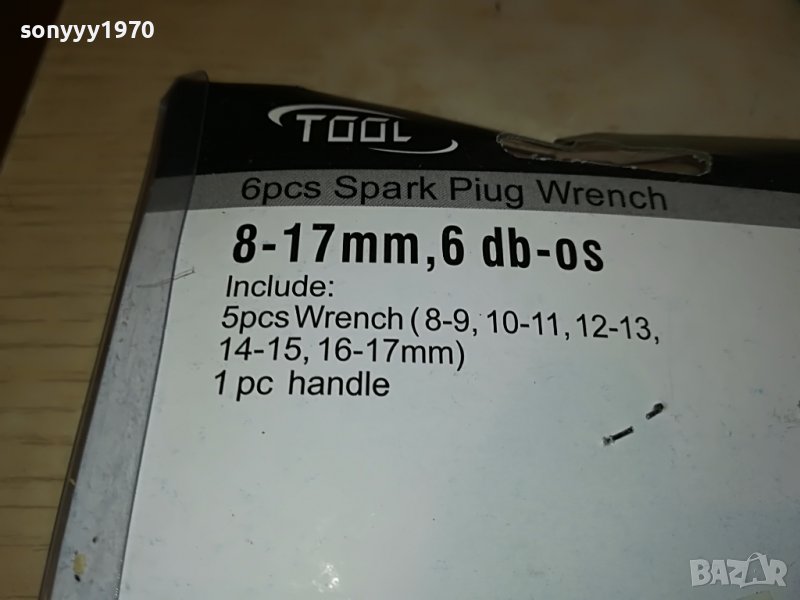 sonyyy1970
TOOL
6pcs Spark Piug Wrench
8-17mm,6 db-os
Include:
5pcs Wrench ( 8-9, 10-11, 12-13,
14-15, 16-17mm)
1 pc handle
BAZAR